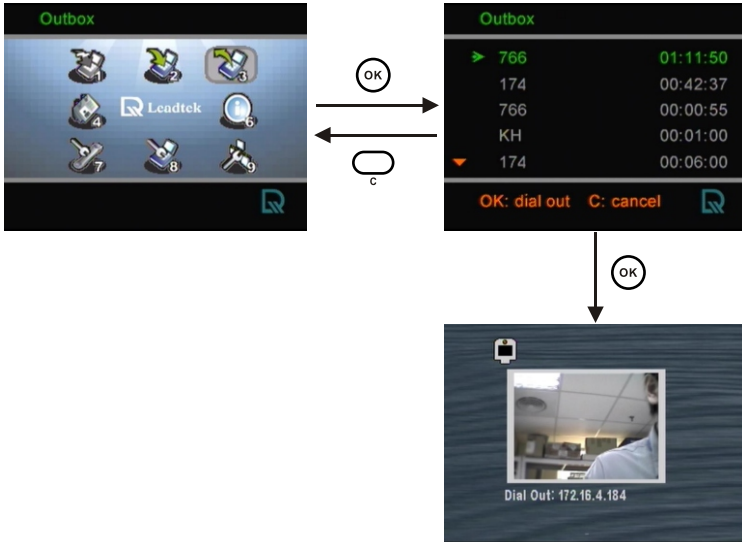 Outbox
1
2
3
4
Leadtek
6
7
8
9
OK
C
Outbox
766 01:11:50
174 00:42:37
766 00:00:55
KH 00:01:00
174 00:06:00
OK: dial out C: cancel
OK
Dial Out: 172.16.4.184